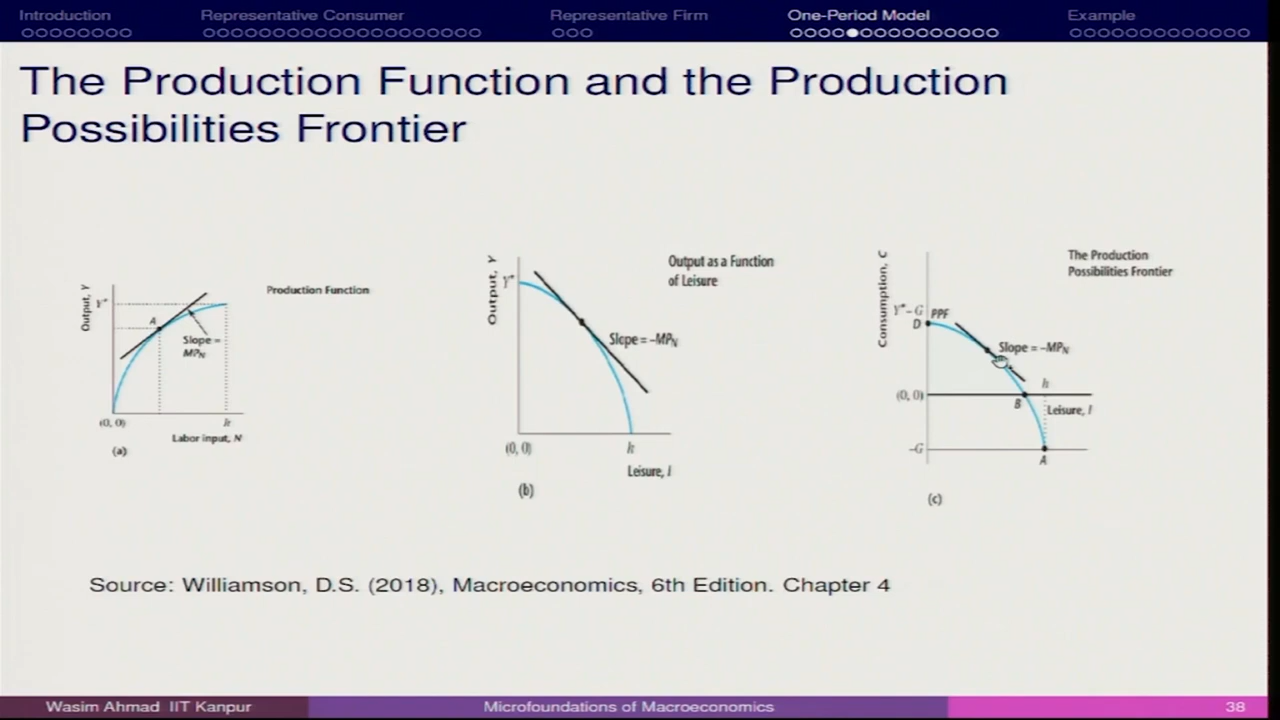 Introduction
Representative Consumer
Representative Firm
One-Period Model
Example
The Production Function and the Production
Possibilities Frontier
Output, Y
Y*
A
Slope =
MPN
(0, 0)
h
Labor input, N
(a)
Production Function
Output, Y
Y*
Output as a Function
of Leisure
Slope = -MPN
(0, 0)
h
Leisure, l
(b)
Consumption, C
The Production
Possibilities Frontier
Y* - G
PPF
D
Slope = -MPN
h
(0, 0)
B
Leisure, l
-G
A
(c)
Source: Williamson, D.S. (2018), Macroeconomics, 6th Edition. Chapter 4
Wasim Ahmad IIT Kanpur
Microfoundations of Macroeconomics
38